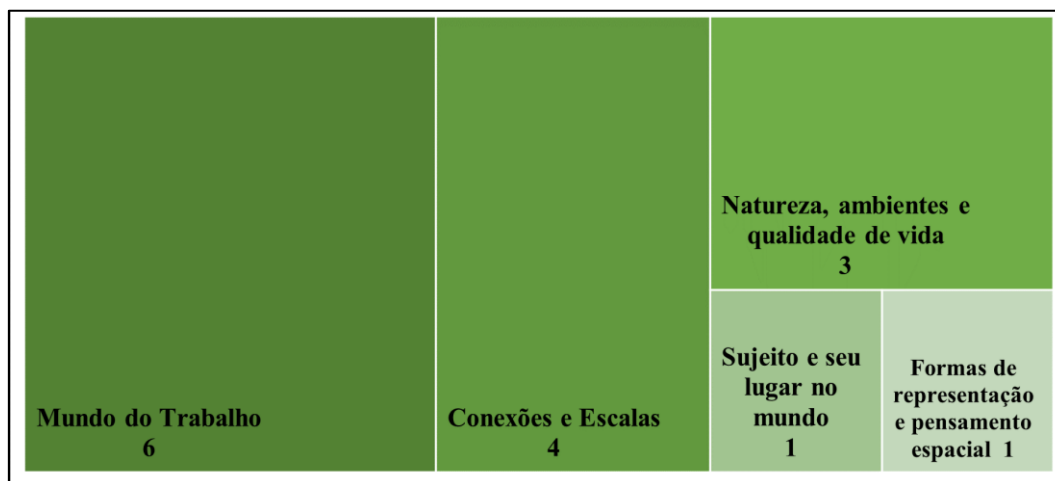 Mundo do Trabalho
6
Conexões e Escalas
4
Natureza, ambientes e
qualidade de vida
3
Sujeito e seu
lugar no
mundo
1
Formas de
representação
e pensamento
espacial 1